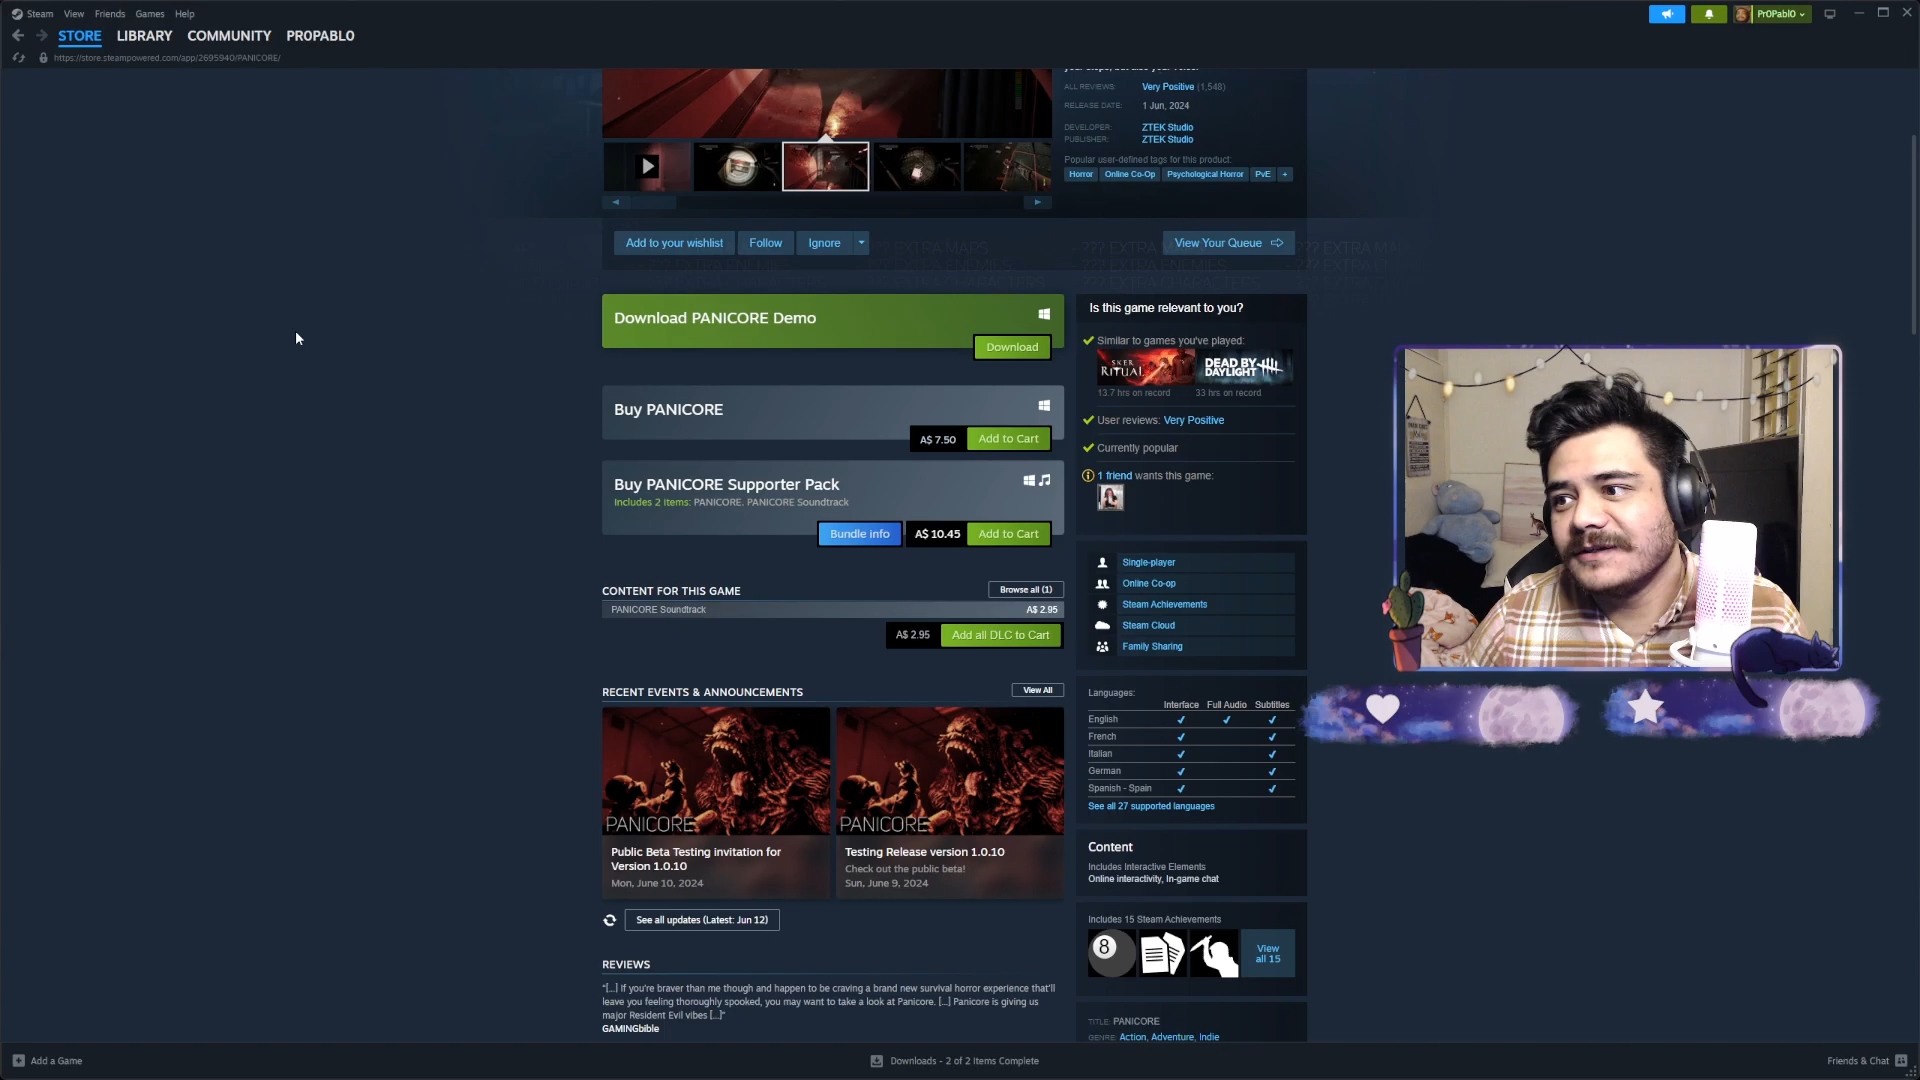 Steam View Friends Games Help
Pr0Pabl0
STORE LIBRARY COMMUNITY PR0PABL0
https://store.steampowered.com/app/2695940/PANICORE/
ALL REVIEWS: Very Positive (1,548)
RELEASE DATE: 1 Jun, 2024
DEVELOPER: ZTEK Studio
PUBLISHER: ZTEK Studio
Popular user-defined tags for this product:
Horror Online Co-Op Psychological Horror PvE +
Add to your wishlist Follow Ignore
View Your Queue
??? EXTRA MAPS
??? EXTRA ENEMIES
??? EXTRA CHARACTERS
Download PANICORE Demo
Download
Buy PANICORE
A$ 7.50 Add to Cart
Buy PANICORE Supporter Pack
Includes 2 items: PANICORE, PANICORE Soundtrack
Bundle info A$ 10.45 Add to Cart
CONTENT FOR THIS GAME Browse all (1)
PANICORE Soundtrack A$ 2.95
A$ 2.95 Add all DLC to Cart
RECENT EVENTS & ANNOUNCEMENTS View All
PANICORE
Public Beta Testing invitation for
Version 1.0.10
Mon, June 10, 2024
PANICORE
Testing Release version 1.0.10
Check out the public beta!
Sun, June 9, 2024
See all updates (Latest: Jun 12)
REVIEWS
"[...] If you're braver than me though and happen to be craving a brand new survival horror experience that'll
leave you feeling thoroughly spooked, you may want to take a look at Panicore. [...] Panicore is giving us
major Resident Evil vibes [...]"
GAMINGbible
Is this game relevant to you?
Similar to games you've played:
SKER RITUAL
DEAD BY DAYLIGHT
13.7 hrs on record 33 hrs on record
User reviews: Very Positive
Currently popular
1 friend wants this game:
Single-player
Online Co-op
Steam Achievements
Steam Cloud
Family Sharing
Languages:
Interface Full Audio Subtitles
English
French
Italian
German
Spanish - Spain
See all 27 supported languages
Content
Includes Interactive Elements
Online interactivity, In-game chat
Includes 15 Steam Achievements
8
View
all 15
TITLE: PANICORE
GENRE: Action, Adventure, Indie
Add a Game
Downloads - 2 of 2 Items Complete
Friends & Chat